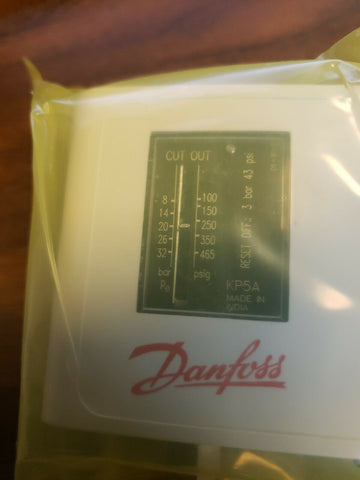 CUT OUT
8 100
14 150
20 250
26 350
32 465
bar psig
Pe
RESET DIFF: 3 bar 43 psi
KP5A
MADE IN
INDIA
Danfoss